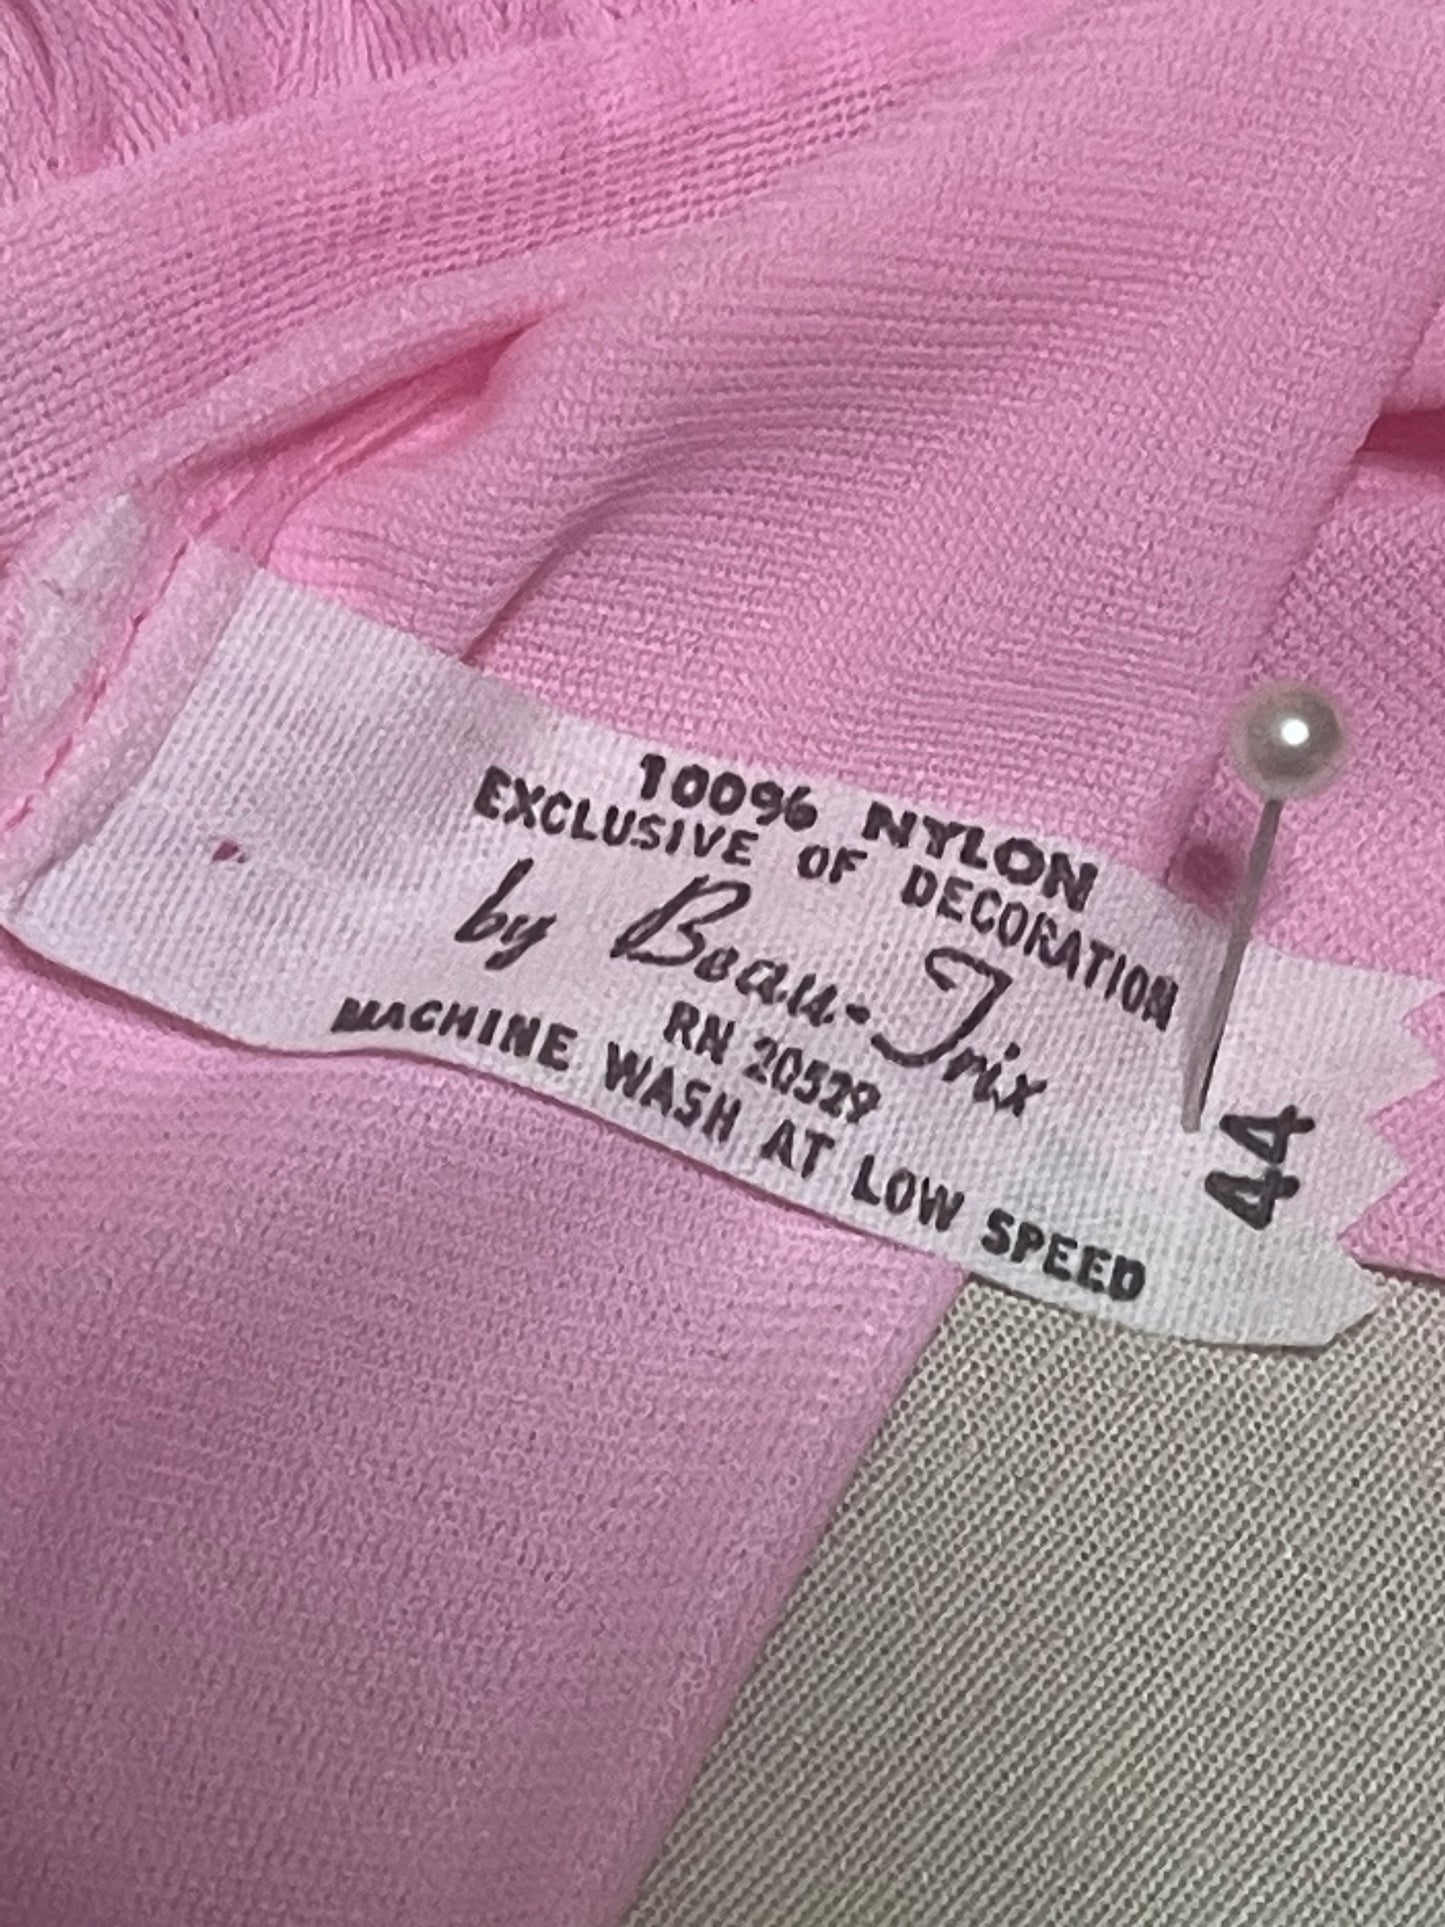 100% NYLON
EXCLUSIVE OF DECORATION
by Beau-Trix
RN 20529
MACHINE WASH AT LOW SPEED
44